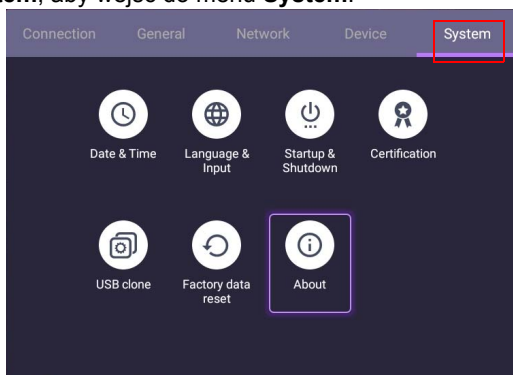 tem, aby wejść do menu System.
Connection General Network Device System
Date & Time Language & Input Startup & Shutdown Certification
USB clone Factory data reset About